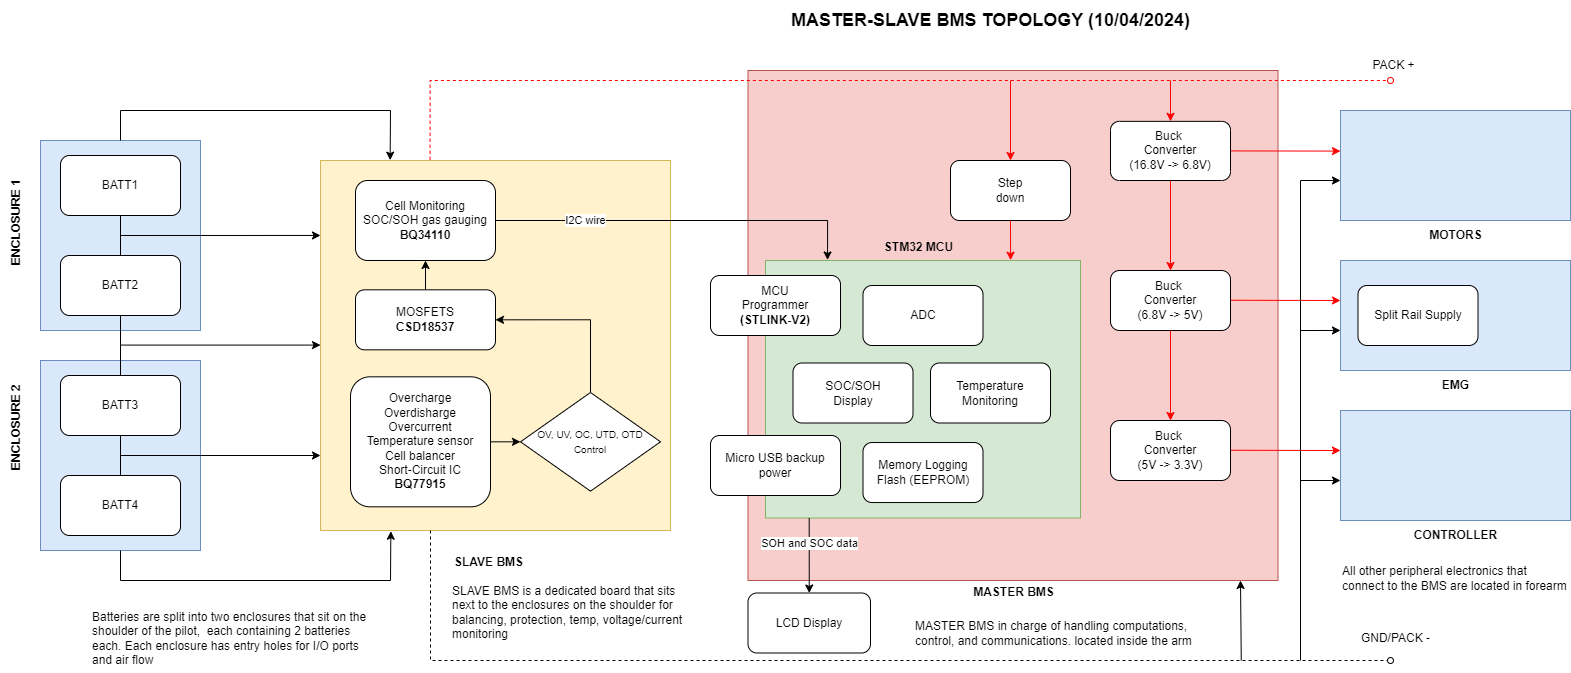 MASTER-SLAVE BMS TOPOLOGY (10/04/2024)
PACK +
ENCLOSURE 1
BATT1
BATT2
ENCLOSURE 2
BATT3
BATT4
Batteries are split into two enclosures that sit on the
shoulder of the pilot, each containing 2 batteries
each. Each enclosure has entry holes for I/O ports
and air flow
Cell Monitoring
SOC/SOH gas gauging
BQ34110
MOSFETS
CSD18537
Overcharge
Overdisharge
Overcurrent
Temperature sensor
Cell balancer
Short-Circuit IC
BQ77915
OV, UV, OC, UTD, OTD
Control
I2C wire
SLAVE BMS
SLAVE BMS is a dedicated board that sits
next to the enclosures on the shoulder for
balancing, protection, temp, voltage/current
monitoring
Step
down
STM32 MCU
MCU
Programmer
(STLINK-V2)
ADC
SOC/SOH
Display
Temperature
Monitoring
Micro USB backup
power
Memory Logging
Flash (EEPROM)
SOH and SOC data
LCD Display
Buck
Converter
(16.8V -> 6.8V)
Buck
Converter
(6.8V -> 5V)
Buck
Converter
(5V -> 3.3V)
MASTER BMS
MASTER BMS in charge of handling computations,
control, and communications. located inside the arm
MOTORS
Split Rail Supply
EMG
CONTROLLER
All other peripheral electronics that
connect to the BMS are located in forearm
GND/PACK -